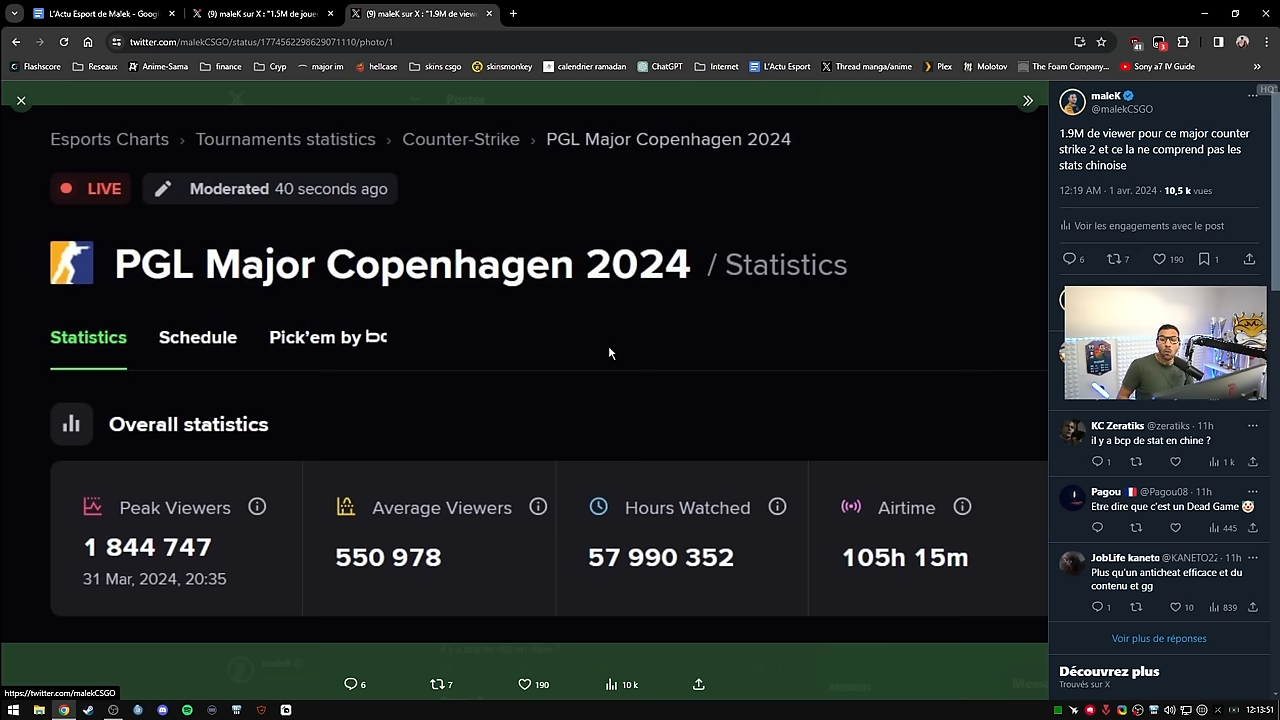 L'Actu Esport de Malek - Googl
(9) maleK sur X : "1.5M de joue
(9) maleK sur X : "1.9M de view
twitter.com/malekCSGO/status/1774562298629071110/photo/1
41
3
Flashscore
Reseaux
Anime-Sama
finance
Cryp
major im
hellcase
skins csgo
skinsmonkey
calendrier ramadan
ChatGPT
Internet
L'Actu Esport
Thread manga/anime
Plex
Molotov
The Foam Company...
Sony a7 IV Guide
HQ
Esports Charts › Tournaments statistics › Counter-Strike › PGL Major Copenhagen 2024
LIVE
Moderated 40 seconds ago
PGL Major Copenhagen 2024 / Statistics
Statistics
Schedule
Pick'em by bc
Overall statistics
Peak Viewers
1 844 747
31 Mar, 2024, 20:35
Average Viewers
550 978
Hours Watched
57 990 352
Airtime
105h 15m
6
7
190
10 k
maleK
@malekCSGO
1.9M de viewer pour ce major counter
strike 2 et ce la ne comprend pas les
stats chinoise
12:19 AM · 1 avr. 2024 · 10,5 k vues
Voir les engagements avec le post
6
7
190
1
KC Zeratiks @zeratiks · 11h
il y a bcp de stat en chine ?
1
1 k
Pagou @Pagou08 · 11h
Etre dire que c'est un Dead Game
445
JobLife kaneto @KANETO22 · 11h
Plus qu'un anticheat efficace et du
contenu et gg
1
10
839
Voir plus de réponses
Découvrez plus
Trouvés sur X
https://twitter.com/malekCSGO
12:13:51